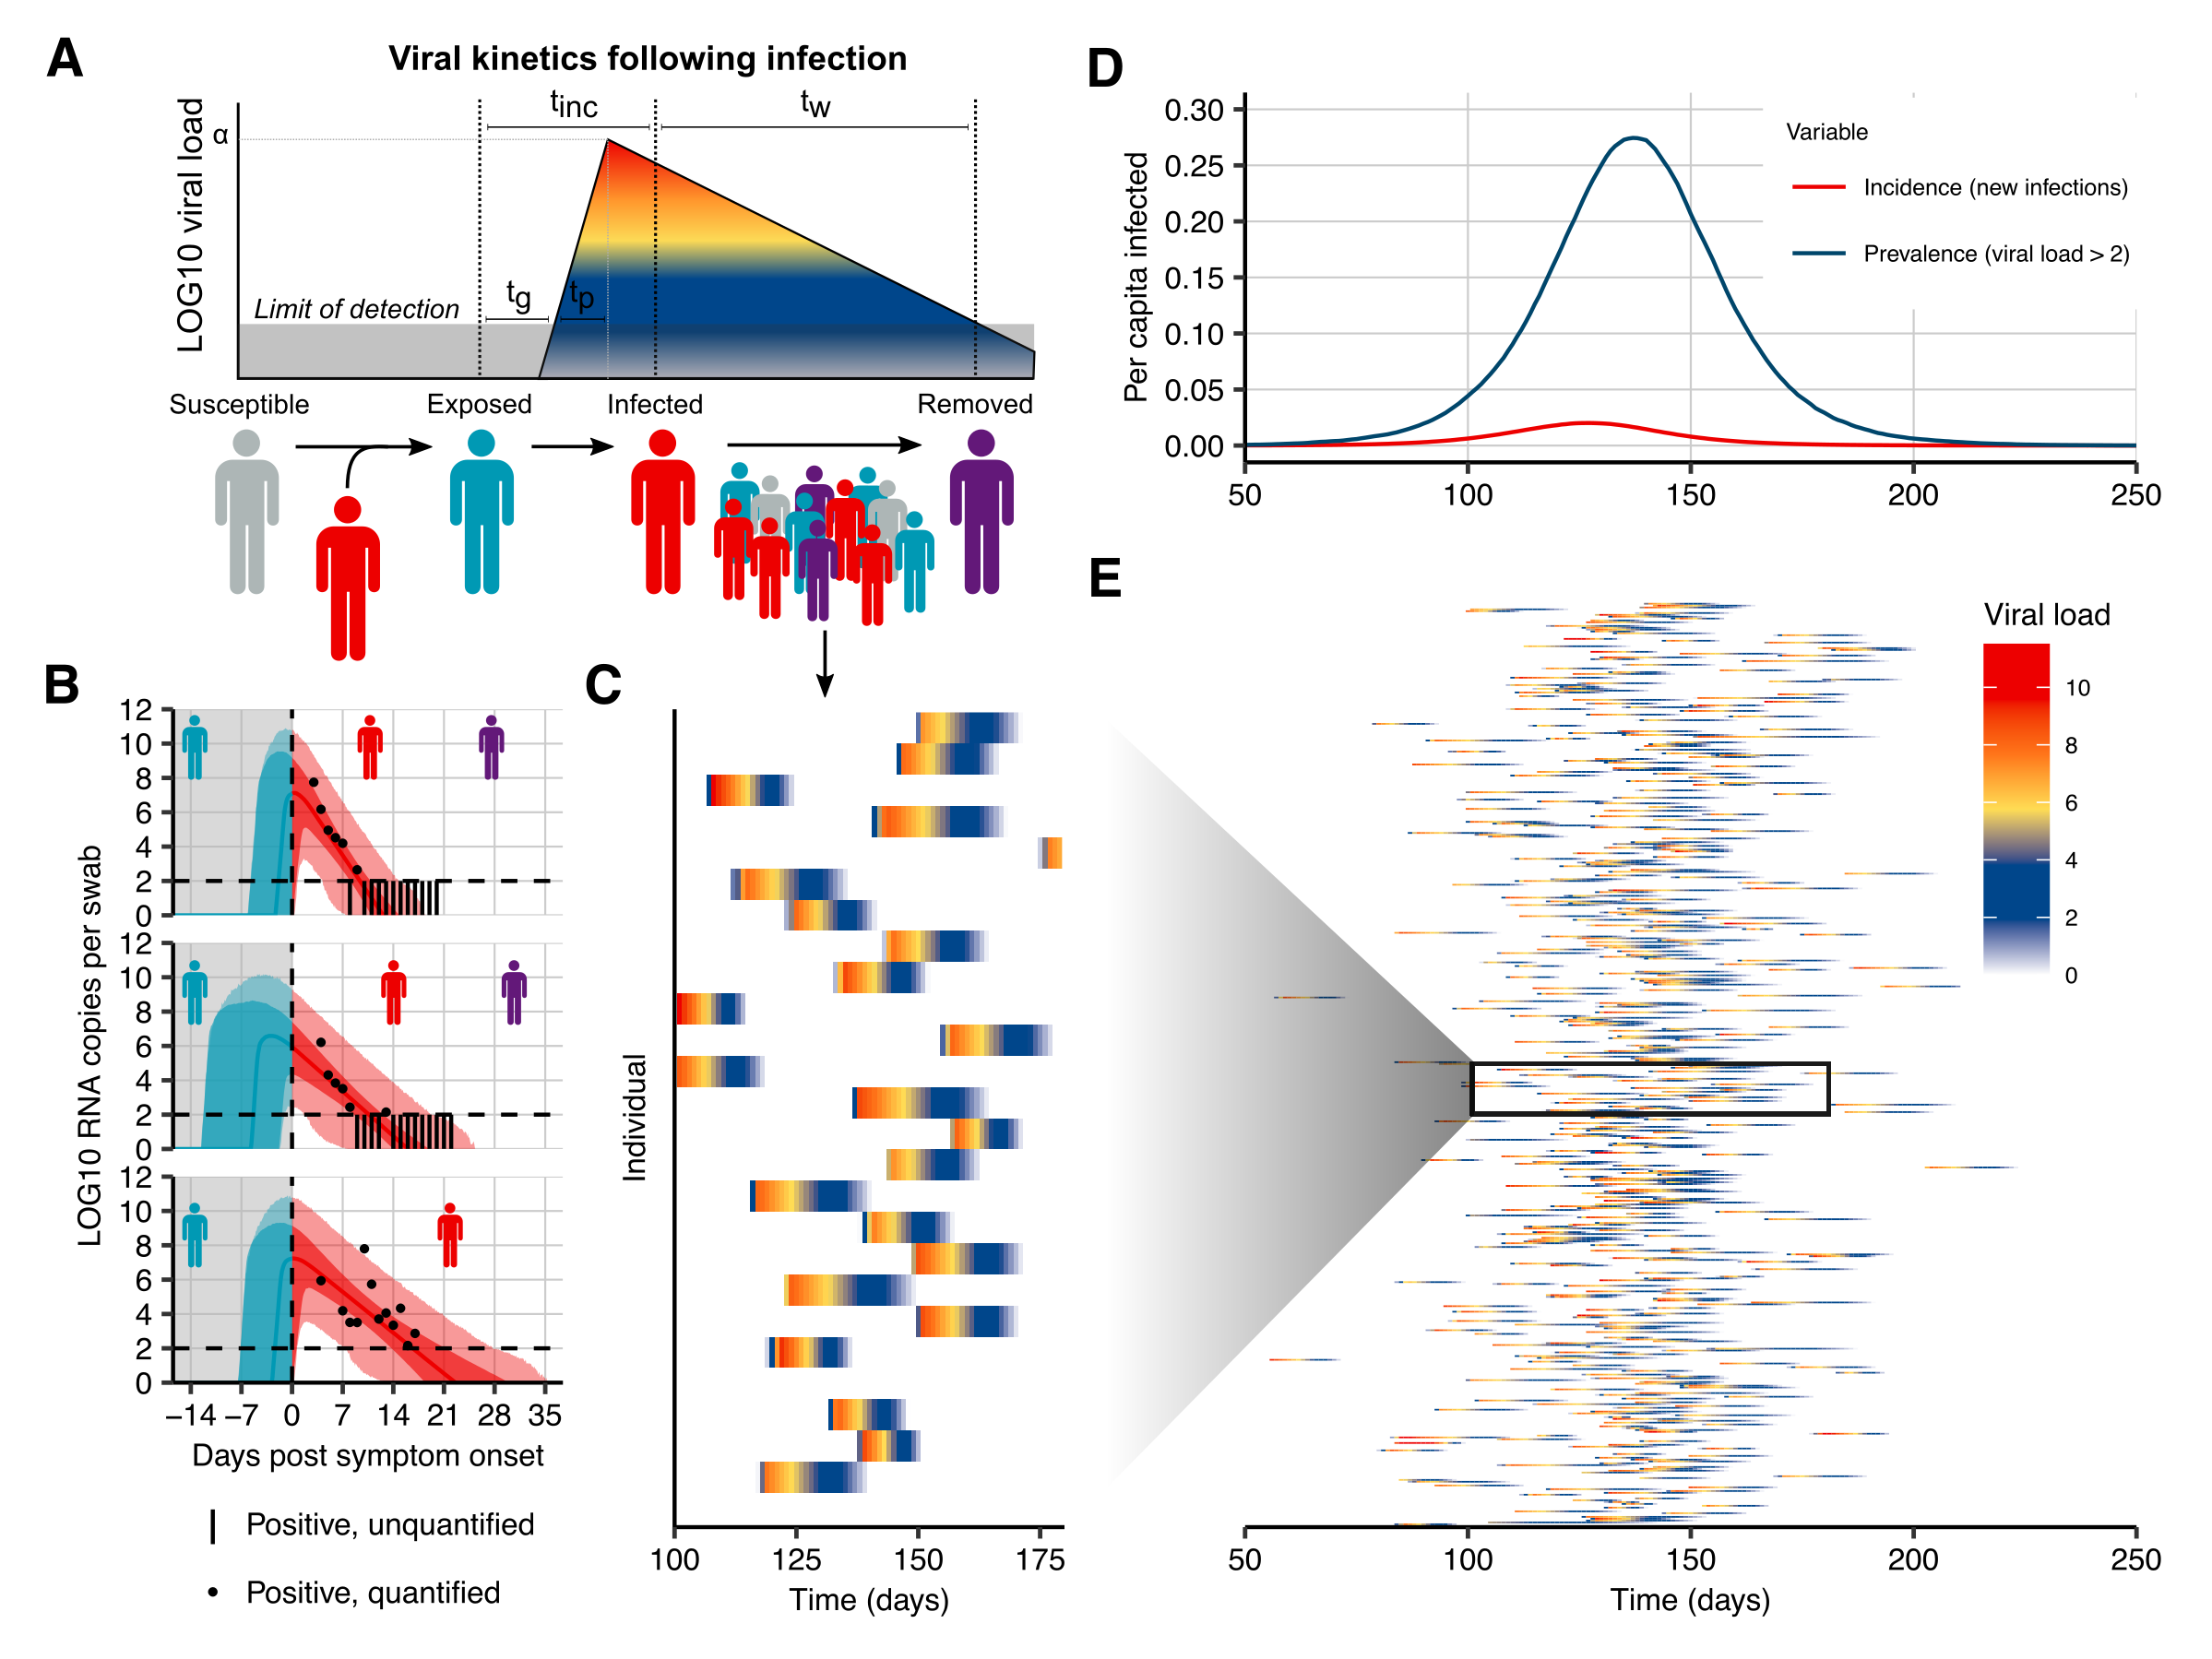 A
Viral kinetics following infection
LOG10 viral load
α
tinc
tw
tg
tp
Limit of detection
Susceptible
Exposed
Infected
Removed
B
LOG10 RNA copies per swab
12
10
8
6
4
2
0
12
10
8
6
4
2
0
12
10
8
6
4
2
0
−14
−7
0
7
14
21
28
35
Days post symptom onset
Positive, unquantified
Positive, quantified
C
Individual
100
125
150
175
Time (days)
D
Per capita infected
0.30
0.25
0.20
0.15
0.10
0.05
0.00
50
100
150
200
250
Variable
Incidence (new infections)
Prevalence (viral load > 2)
E
Viral load
10
8
6
4
2
0
50
100
150
200
250
Time (days)